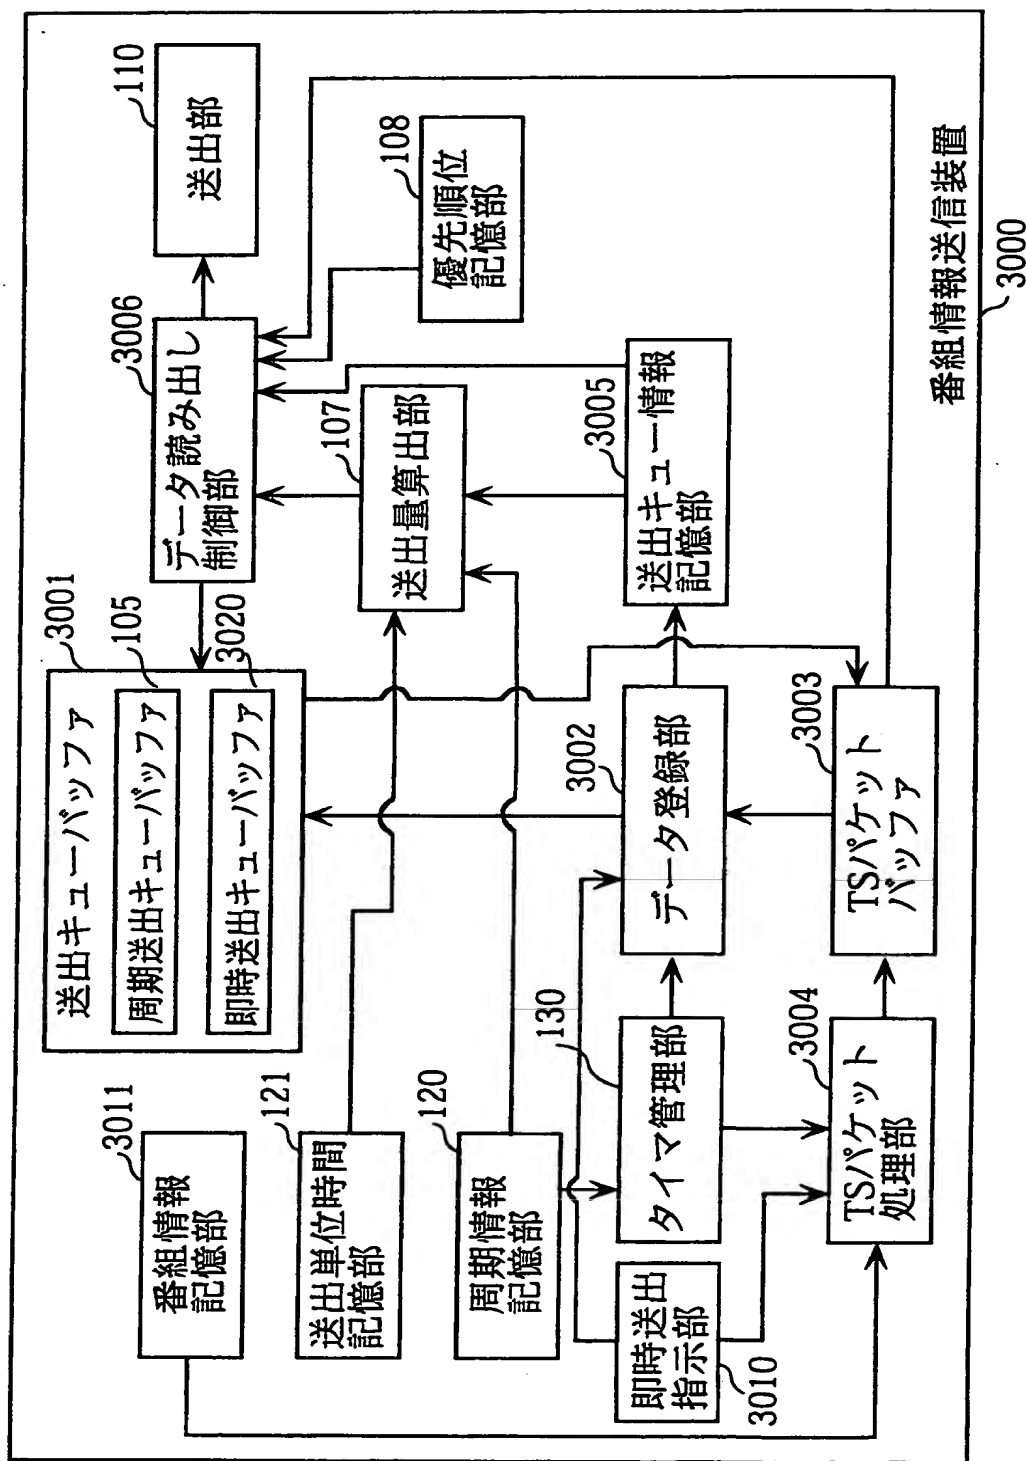 3011
番組情報
記憶部
121
送出単位時間
記憶部
120
周期情報
記憶部
即時送出
指示部
3010
3001
送出キューバッファ
105
周期送出キューバッファ
3020
即時送出キューバッファ
130
タイマ管理部
3004
TSパケット
処理部
3002
データ登録部
3003
TSパケット
バッファ
3006
データ読み出し
制御部
107
送出量算出部
3005
送出キュー情報
記憶部
110
送出部
108
優先順位
記憶部
番組情報送信装置
3000